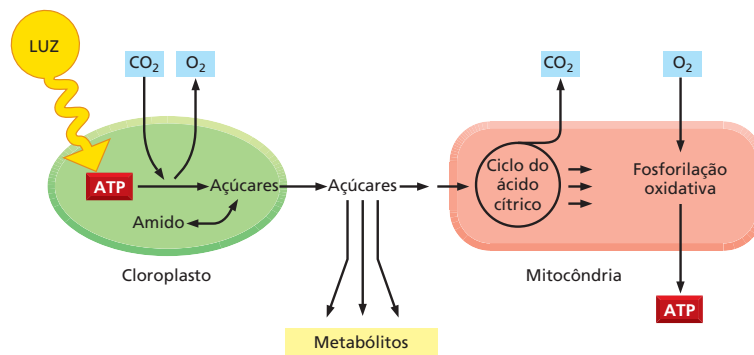 LUZ
CO₂
O₂
CO₂
O₂
ATP
Açúcares
Açúcares
Amido
Ciclo do
ácido
cítrico
Fosforilação
oxidativa
Cloroplasto
Mitocôndria
ATP
Metabólitos